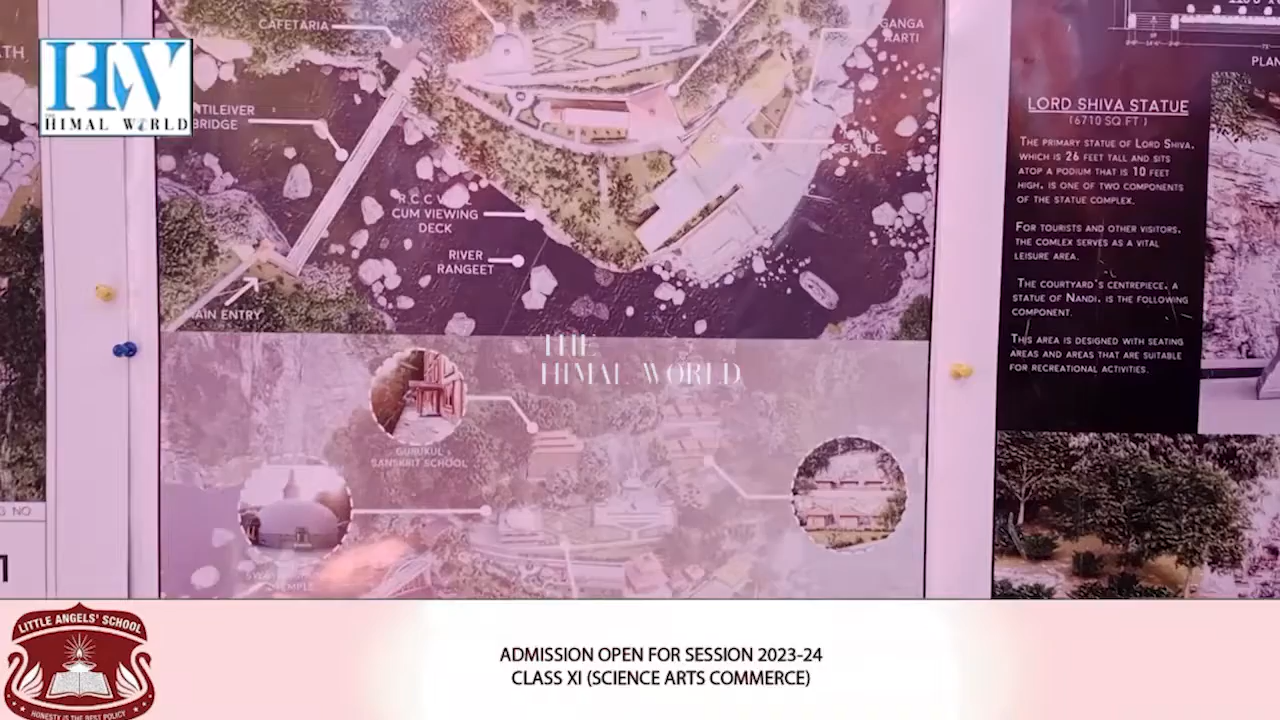 CAFETARIA
GANGA
AARTI
ATH
HIMAL WORLD
BRIDGE
CUM VIEWING
DECK
RIVER
RANGEET
MAIN ENTRY
PLAN
LORD SHIVA STATUE
(6710 SQ FT)
THE PRIMARY STATUE OF LORD SHIVA,
WHICH IS 26 FEET TALL AND SITS
ATOP A PODIUM THAT IS 10 FEET
HIGH, IS ONE OF TWO COMPONENTS
OF THE STATUE COMPLEX.
FOR TOURISTS AND OTHER VISITORS,
THE COMLEX SERVES AS A VITAL
LEISURE AREA.
THE COURTYARD'S CENTREPIECE, A
STATUE OF NANDI, IS THE FOLLOWING
COMPONENT.
THIS AREA IS DESIGNED WITH SEATING
AREAS AND AREAS THAT ARE SUITABLE
FOR RECREATIONAL ACTIVITIES.
THE
HIMAL WORLD
GURUKUL &
SANSKRIT SCHOOL
G NO
LITTLE ANGELS' SCHOOL
HONESTY IS THE BEST POLICY
ADMISSION OPEN FOR SESSION 2023-24
CLASS XI (SCIENCE ARTS COMMERCE)